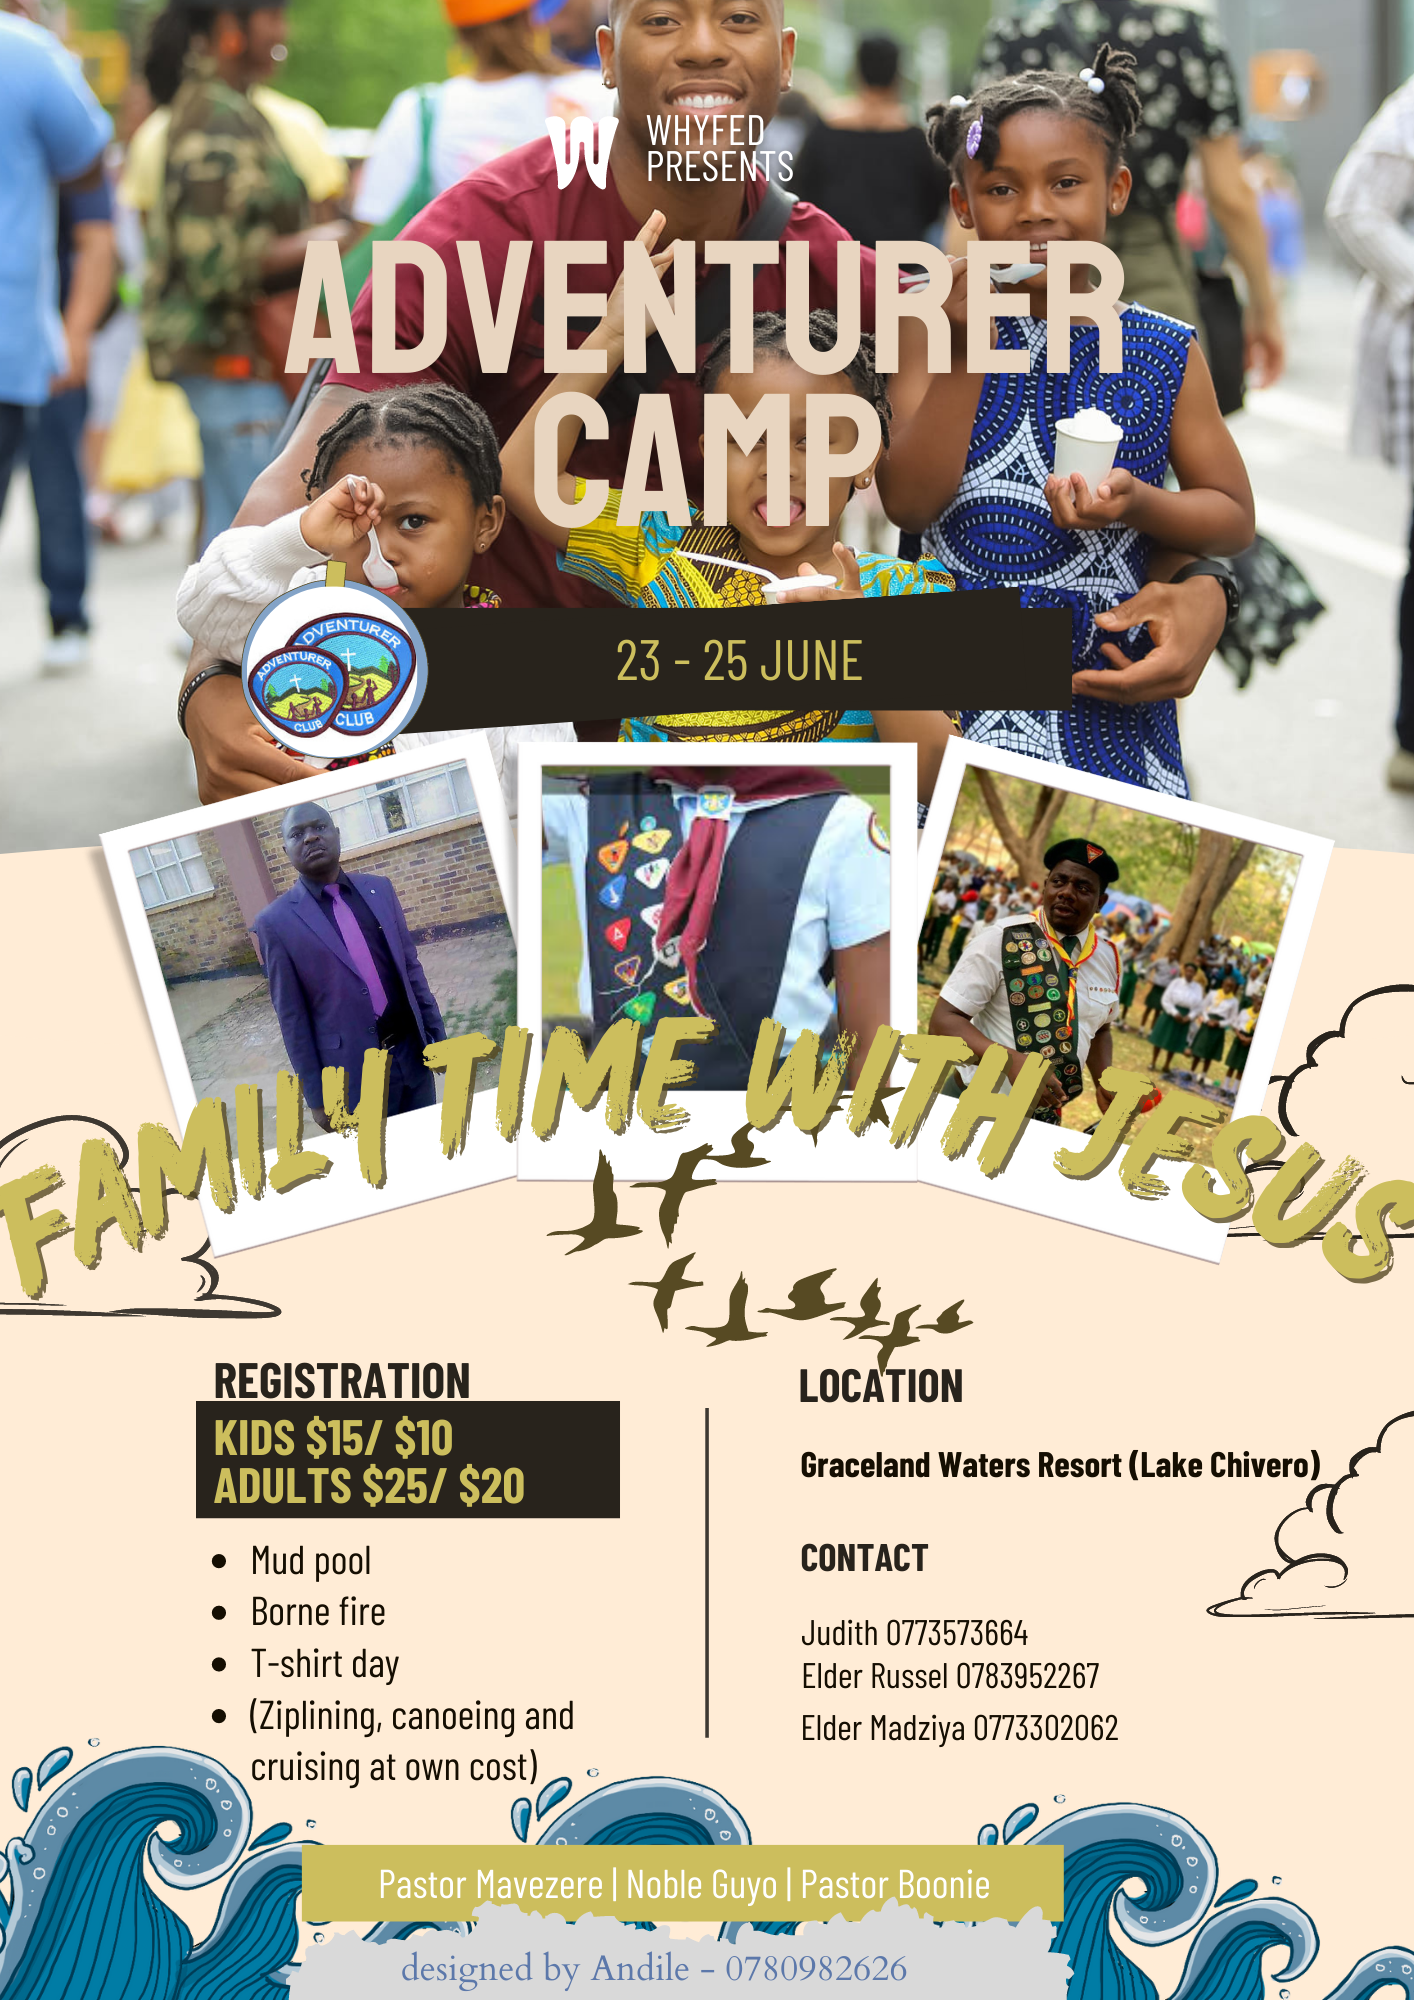 WHYFED
PRESENTS
ADVENTURER
CAMP
23 - 25 JUNE
ADVENTURER
CLUB
ADVENTURER
CLUB
FAMILY TIME WITH JESUS
REGISTRATION
KIDS $15/ $10
ADULTS $25/ $20
• Mud pool
• Borne fire
• T-shirt day
• (Ziplining, canoeing and
cruising at own cost)
LOCATION
Graceland Waters Resort (Lake Chivero)
CONTACT
Judith 0773573664
Elder Russel 0783952267
Elder Madziya 0773302062
Pastor Mavezere | Noble Guyo | Pastor Boonie
designed by Andile - 0780982626